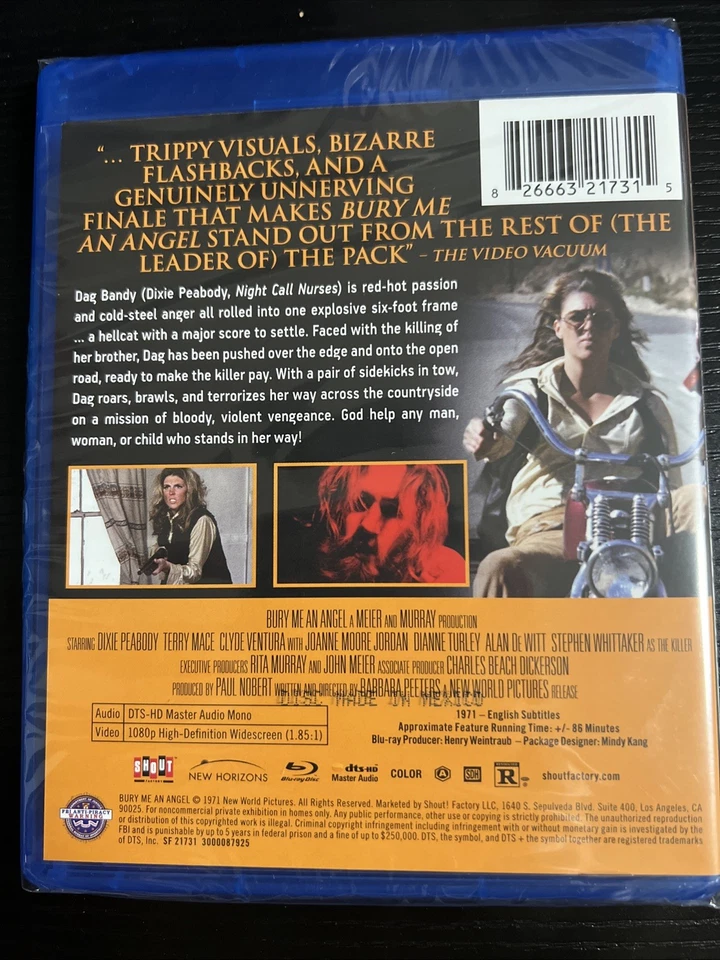 “... TRIPPY VISUALS, BIZARRE
FLASHBACKS, AND A
GENUINELY UNNERVING
FINALE THAT MAKES BURY ME
AN ANGEL STAND OUT FROM THE REST OF (THE
LEADER OF) THE PACK” – THE VIDEO VACUUM
8 26663 21731 5
Dag Bandy (Dixie Peabody, Night Call Nurses) is red-hot passion
and cold-steel anger all rolled into one explosive six-foot frame
... a hellcat with a major score to settle. Faced with the killing of
her brother, Dag has been pushed over the edge and onto the open
road, ready to make the killer pay. With a pair of sidekicks in tow,
Dag roars, brawls, and terrorizes her way across the countryside
on a mission of bloody, violent vengeance. God help any man,
woman, or child who stands in her way!
BURY ME AN ANGEL A MEIER AND MURRAY PRODUCTION
STARRING DIXIE PEABODY TERRY MACE CLYDE VENTURA WITH JOANNE MOORE JORDAN DIANNE TURLEY ALAN DE WITT STEPHEN WHITTAKER AS THE KILLER
EXECUTIVE PRODUCERS RITA MURRAY AND JOHN MEIER ASSOCIATE PRODUCER CHARLES BEACH DICKERSON
PRODUCED BY PAUL NOBERT WRITTEN AND DIRECTED BY BARBARA PEETERS A NEW WORLD PICTURES RELEASE
DISC MADE IN MEXICO
Audio DTS-HD Master Audio Mono
Video 1080p High-Definition Widescreen (1.85:1)
1971 – English Subtitles
Approximate Feature Running Time: +/- 86 Minutes
Blu-ray Producer: Henry Weintraub – Package Designer: Mindy Kang
SHOUT FACTORY NEW HORIZONS Blu-ray Disc dts-HD Master Audio COLOR A SDH R shoutfactory.com
FBI ANTI-PIRACY WARNING
BURY ME AN ANGEL © 1971 New World Pictures. All Rights Reserved. Marketed by Shout! Factory LLC, 1640 S. Sepulveda Blvd. Suite 400, Los Angeles, CA
90025. For noncommercial private exhibition in homes only. Any public performance, other use or copying is strictly prohibited. The unauthorized reproduction
or distribution of this copyrighted work is illegal. Criminal copyright infringement including infringement with or without monetary gain is investigated by the
FBI and is punishable by up to 5 years in federal prison and a fine of up to $250,000. DTS, the symbol, and DTS + the symbol together are registered trademarks
of DTS, Inc. SF 21731 3000087925